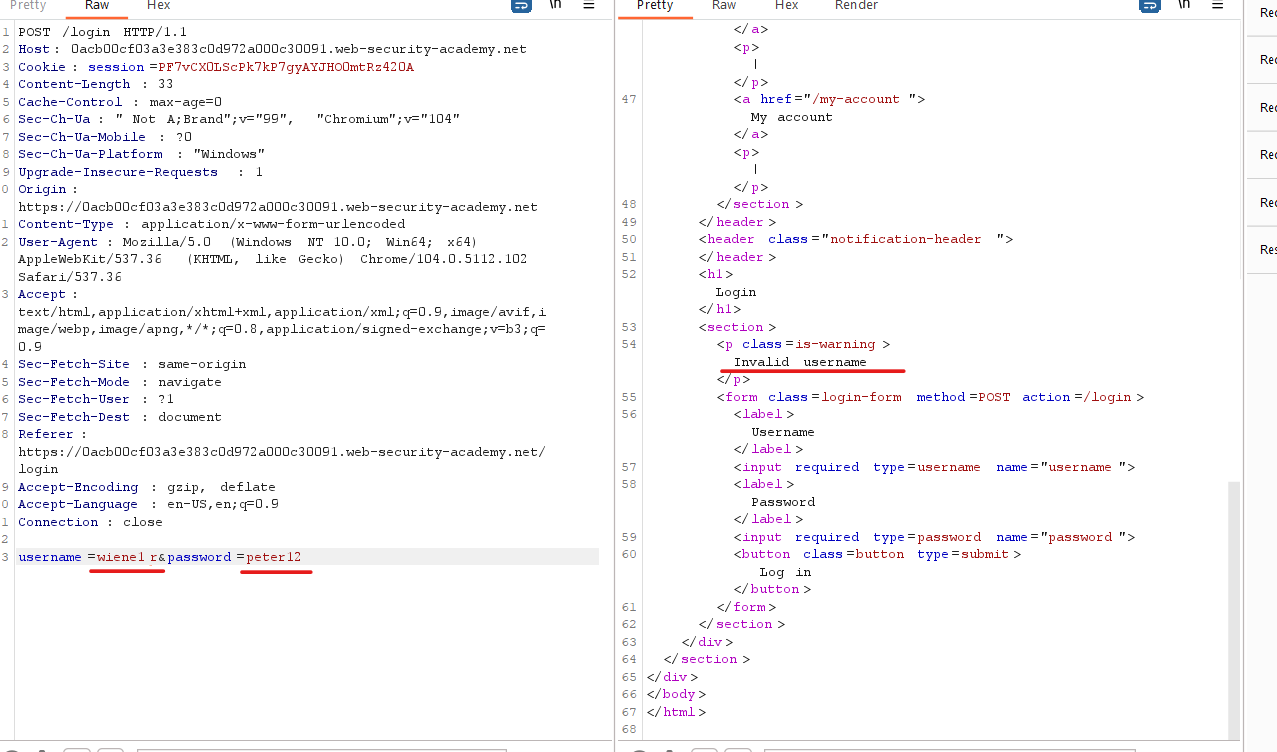 Pretty Raw Hex \n
1 POST /login HTTP/1.1
2 Host: 0acb00cf03a3e383c0d972a000c30091.web-security-academy.net
3 Cookie: session=PF7vCXOLScPk7kP7gyAYJHO0mtRz420A
4 Content-Length: 33
5 Cache-Control: max-age=0
6 Sec-Ch-Ua: " Not A;Brand";v="99", "Chromium";v="104"
7 Sec-Ch-Ua-Mobile: ?0
8 Sec-Ch-Ua-Platform: "Windows"
9 Upgrade-Insecure-Requests: 1
0 Origin:
https://0acb00cf03a3e383c0d972a000c30091.web-security-academy.net
1 Content-Type: application/x-www-form-urlencoded
2 User-Agent: Mozilla/5.0 (Windows NT 10.0; Win64; x64)
AppleWebKit/537.36 (KHTML, like Gecko) Chrome/104.0.5112.102
Safari/537.36
3 Accept:
text/html,application/xhtml+xml,application/xml;q=0.9,image/avif,i
mage/webp,image/apng,*/*;q=0.8,application/signed-exchange;v=b3;q=
0.9
4 Sec-Fetch-Site: same-origin
5 Sec-Fetch-Mode: navigate
6 Sec-Fetch-User: ?1
7 Sec-Fetch-Dest: document
8 Referer:
https://0acb00cf03a3e383c0d972a000c30091.web-security-academy.net/
login
9 Accept-Encoding: gzip, deflate
0 Accept-Language: en-US,en;q=0.9
1 Connection: close
2
3 username=wiene1r&password=peter12
Pretty Raw Hex Render \n
</a>
<p>
|
</p>
47 <a href="/my-account">
My account
</a>
<p>
|
</p>
48 </section>
49 </header>
50 <header class="notification-header">
51 </header>
52 <h1>
Login
</h1>
53 <section>
54 <p class=is-warning>
Invalid username
</p>
55 <form class=login-form method=POST action=/login>
56 <label>
Username
</label>
57 <input required type=username name="username">
58 <label>
Password
</label>
59 <input required type=password name="password">
60 <button class=button type=submit>
Log in
</button>
61 </form>
62 </section>
63 </div>
64 </section>
65 </div>
66 </body>
67 </html>
68